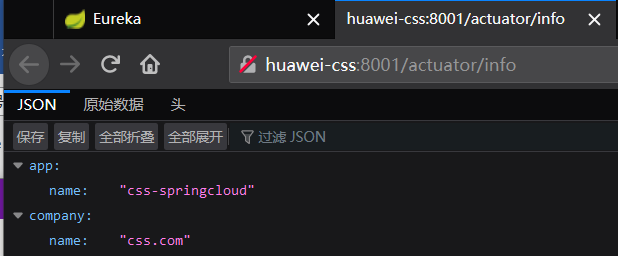 Eureka
huawei-css:8001/actuator/info
huawei-css:8001/actuator/info
JSON 原始数据 头
保存 复制 全部折叠 全部展开 过滤 JSON
app:
name: "css-springcloud"
company:
name: "css.com"